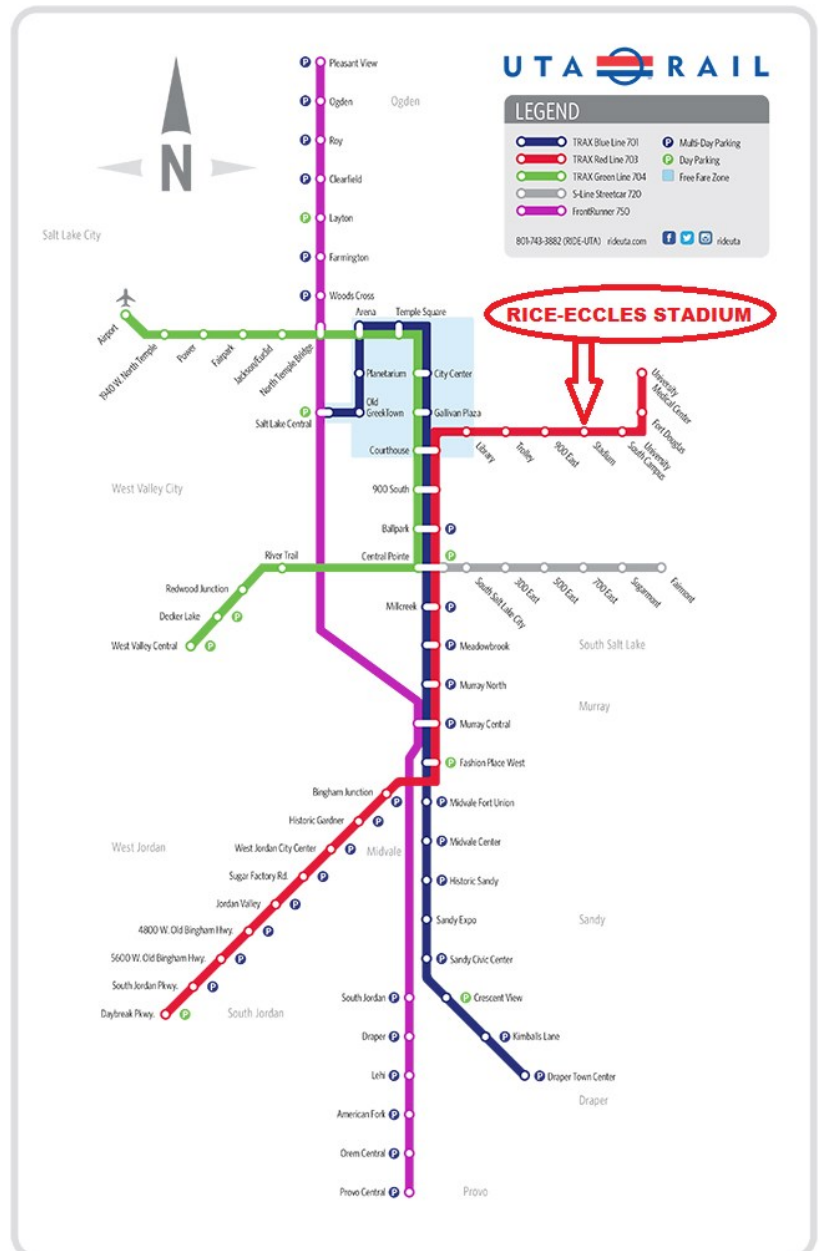 UTA RAIL
LEGEND
TRAX Blue Line 701
TRAX Red Line 703
TRAX Green Line 704
S-Line Streetcar 720
FrontRunner 750
P Multi-Day Parking
P Day Parking
Free Fare Zone
801-743-3882 (RIDE-UTA) rideuta.com
rideuta
N
RICE-ECCLES STADIUM
P Pleasant View
P Ogden
Ogden
P Roy
P Clearfield
P Layton
Salt Lake City
P Farmington
P Woods Cross
Arena
Temple Square
Airport
1940 W. North Temple
Power
Fairpark
Jackson/Euclid
North Temple Bridge
Planetarium
City Center
Old
GreekTown
Gallivan Plaza
P
Salt Lake Central
Courthouse
Library
Trolley
900 East
Stadium
University
South Campus
Fort Douglas
University
Medical Center
West Valley City
900 South
Ballpark
P
River Trail
Central Pointe
P
South Salt Lake City
300 East
500 East
700 East
Sugarmont
Fairmont
Redwood Junction
Decker Lake
P
West Valley Central
P
Millcreek
P
P Meadowbrook
South Salt Lake
P Murray North
Murray
P Murray Central
P Fashion Place West
Bingham Junction
P
P Midvale Fort Union
Historic Gardner
P
West Jordan
West Jordan City Center
P
Midvale
P Midvale Center
Sugar Factory Rd.
P
P Historic Sandy
Jordan Valley
P
Sandy Expo
Sandy
4800 W. Old Bingham Hwy.
P
5600 W. Old Bingham Hwy.
P
P Sandy Civic Center
South Jordan Pkwy.
P
Daybreak Pkwy.
P
South Jordan
South Jordan P
P Crescent View
Draper P
P Kimballs Lane
Lehi P
P Draper Town Center
Draper
American Fork P
Orem Central P
Provo Central P
Provo